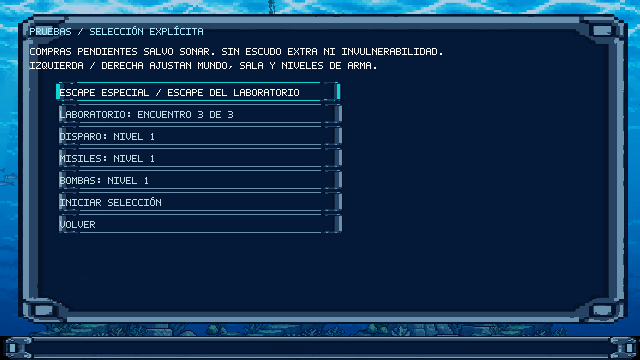 PRUEBAS / SELECCIÓN EXPLÍCITA
COMPRAS PENDIENTES SALVO SONAR. SIN ESCUDO EXTRA NI INVULNERABILIDAD.
IZQUIERDA / DERECHA AJUSTAN MUNDO, SALA Y NIVELES DE ARMA.
ESCAPE ESPECIAL / ESCAPE DEL LABORATORIO
LABORATORIO: ENCUENTRO 3 DE 3
DISPARO: NIVEL 1
MISILES: NIVEL 1
BOMBAS: NIVEL 1
INICIAR SELECCIÓN
VOLVER